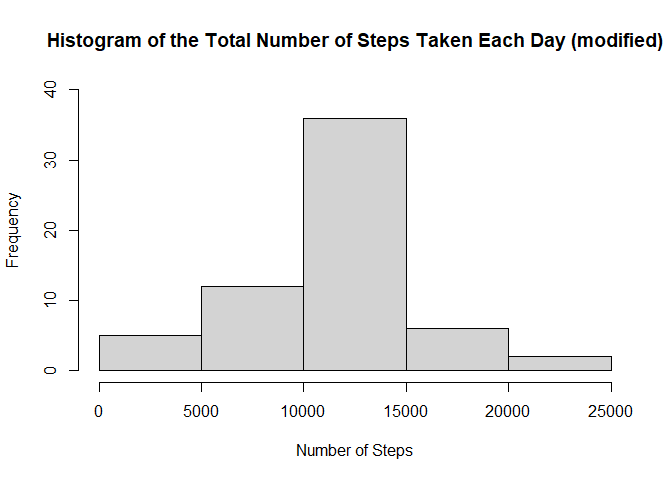 Histogram of the Total Number of Steps Taken Each Day (modified)
40
30
20
10
0
Frequency
0 5000 10000 15000 20000 25000
Number of Steps